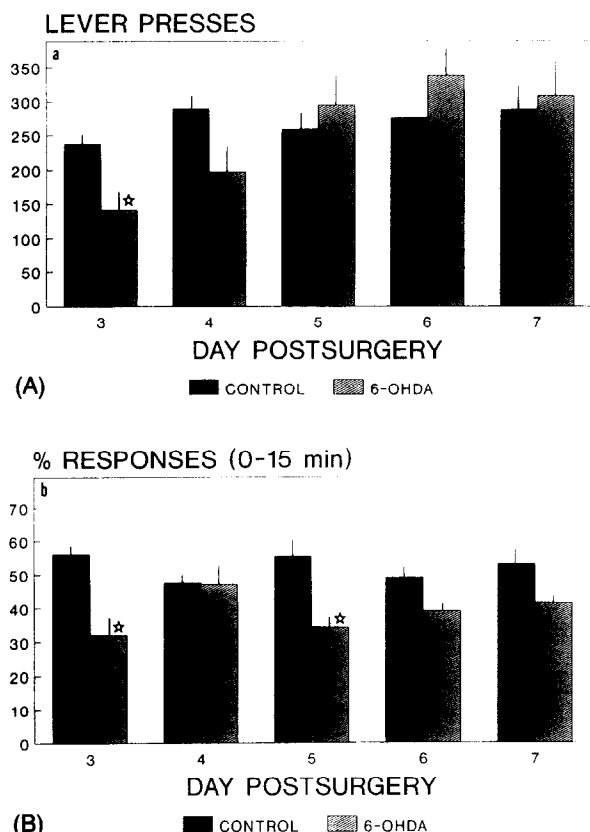 LEVER PRESSES
a
350
300
250
200
150
100
50
0
3 4 5 6 7
DAY POSTSURGERY
(A)
CONTROL 6-OHDA
% RESPONSES (0-15 min)
b
70
60
50
40
30
20
10
0
3 4 5 6 7
DAY POSTSURGERY
(B)
CONTROL 6-OHDA